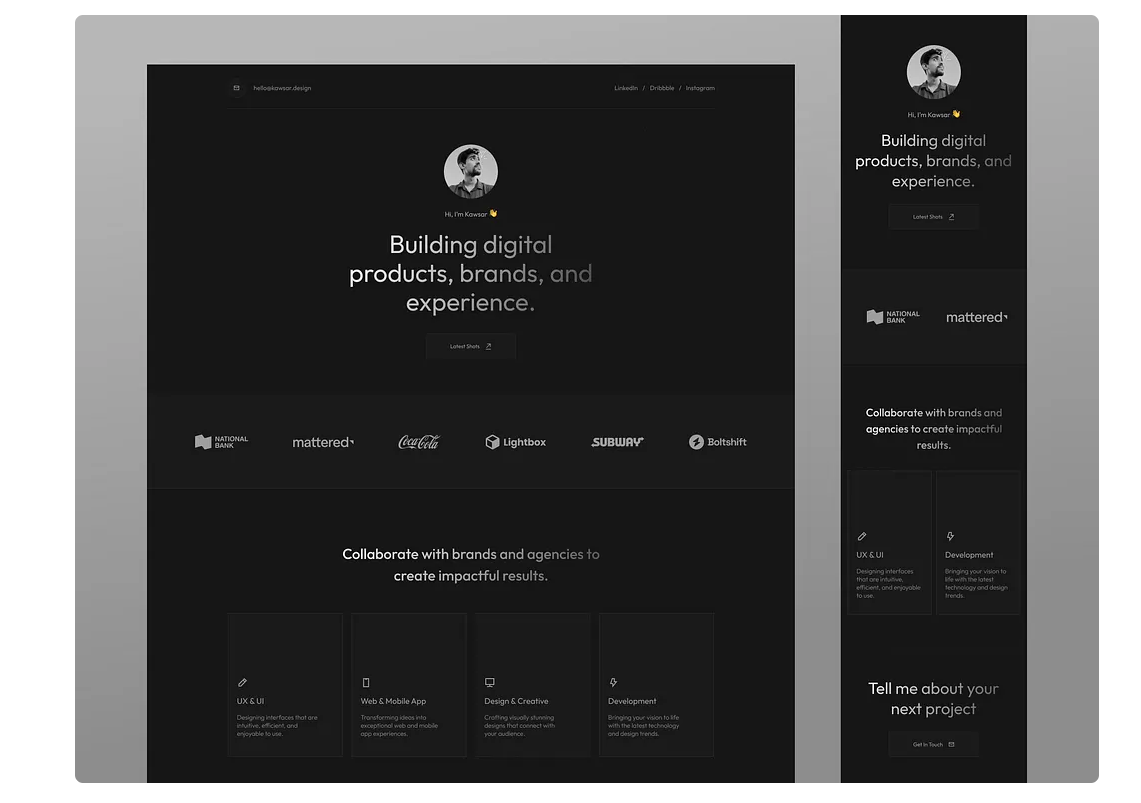 hello@kawsar.design
LinkedIn / Dribbble / Instagram
Hi, I'm Kawsar 👋
Building digital
products, brands, and
experience.
Latest Shots
NATIONAL
BANK
mattered
Coca-Cola
Lightbox
SUBWAY
Boltshift
Collaborate with brands and agencies to
create impactful results.
UX & UI
Designing interfaces that are
intuitive, efficient, and
enjoyable to use.
Web & Mobile App
Transforming ideas into
exceptional web and mobile
app experiences.
Design & Creative
Crafting visually stunning
designs that connect with
your audience.
Development
Bringing your vision to life
with the latest technology
and design trends.
Hi, I'm Kawsar 👋
Building digital
products, brands, and
experience.
Latest Shots
NATIONAL
BANK
mattered
Collaborate with brands and
agencies to create impactful
results.
UX & UI
Designing interfaces
that are intuitive,
efficient, and enjoyable
to use.
Development
Bringing your vision to
life with the latest
technology and design
trends.
Tell me about your
next project
Get In Touch